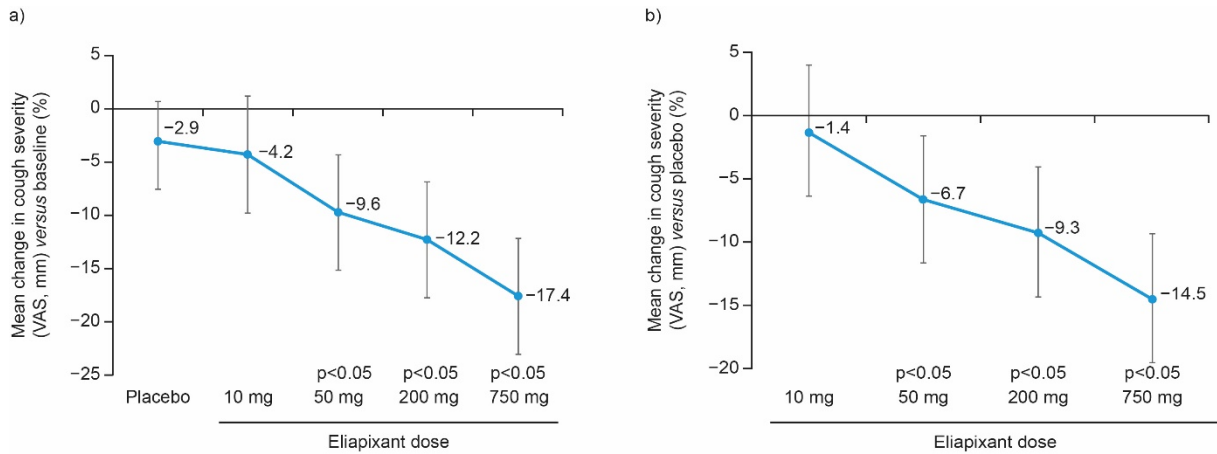 a)
Mean change in cough severity
(VAS, mm) versus baseline (%)
5
0
−5
−10
−15
−20
−25
−2.9
−4.2
−9.6
−12.2
−17.4
p<0.05 p<0.05 p<0.05
Placebo 10 mg 50 mg 200 mg 750 mg
Eliapixant dose
b)
Mean change in cough severity
(VAS, mm) versus placebo (%)
5
0
−5
−10
−15
−20
−1.4
−6.7
−9.3
−14.5
p<0.05 p<0.05 p<0.05
10 mg 50 mg 200 mg 750 mg
Eliapixant dose